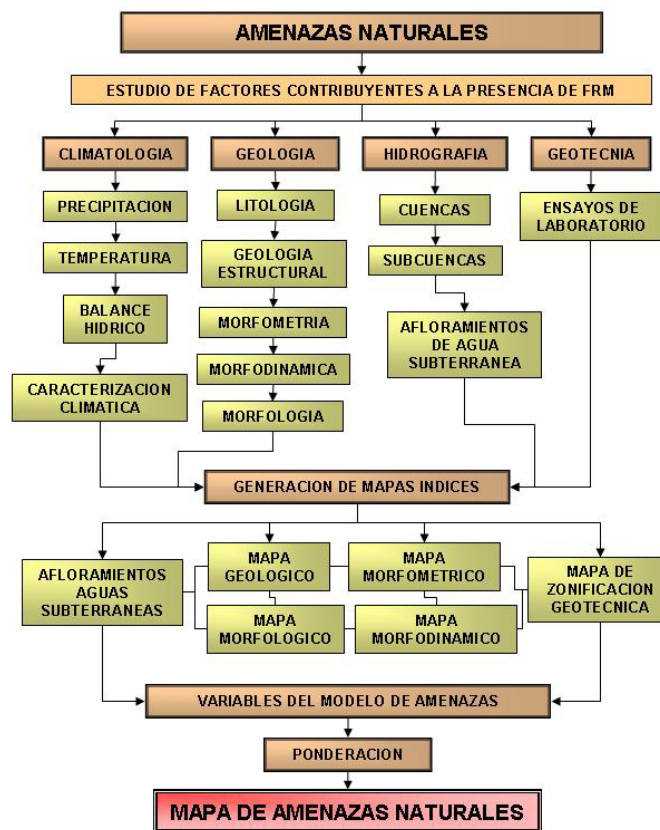 AMENAZAS NATURALES
ESTUDIO DE FACTORES CONTRIBUYENTES A LA PRESENCIA DE FRM
CLIMATOLOGIA
GEOLOGIA
HIDROGRAFIA
GEOTECNIA
PRECIPITACION
LITOLOGIA
CUENCAS
ENSAYOS DE
LABORATORIO
TEMPERATURA
GEOLOGIA
ESTRUCTURAL
SUBCUENCAS
BALANCE
HIDRICO
MORFOMETRIA
AFLORAMIENTOS
DE AGUA
SUBTERRANEA
CARACTERIZACION
CLIMATICA
MORFODINAMICA
MORFOLOGIA
GENERACION DE MAPAS INDICES
AFLORAMIENTOS
AGUAS
SUBTERRANEAS
MAPA
GEOLOGICO
MAPA
MORFOMETRICO
MAPA DE
ZONIFICACION
GEOTECNICA
MAPA
MORFOLOGICO
MAPA
MORFODINAMICO
VARIABLES DEL MODELO DE AMENAZAS
PONDERACION
MAPA DE AMENAZAS NATURALES